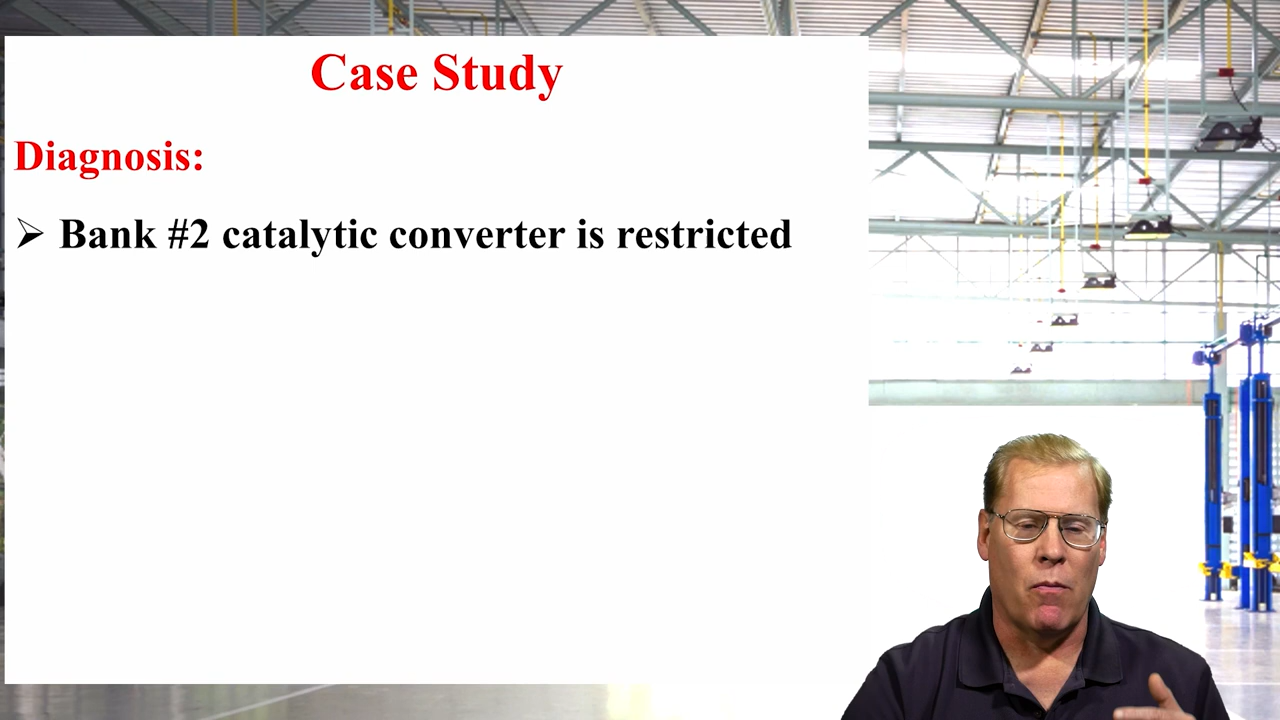 Case Study
Diagnosis:
➢ Bank #2 catalytic converter is restricted